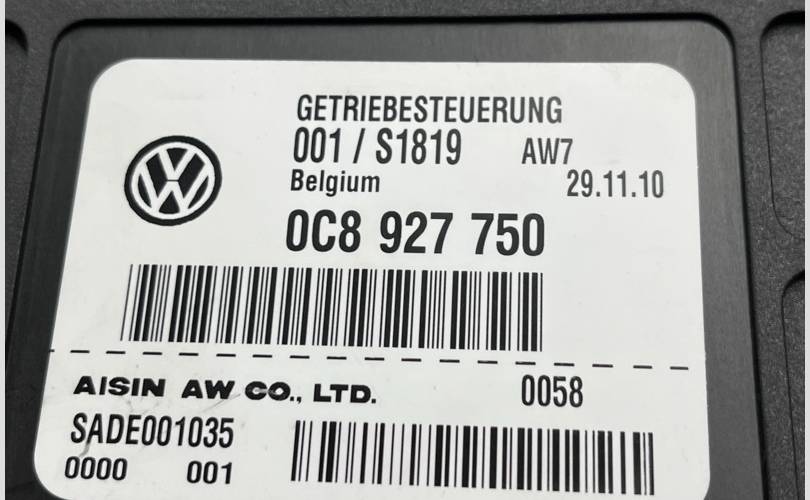 GETRIEBESTEUERUNG
001 / S1819 AW7
Belgium 29.11.10
0C8 927 750
AISIN AW CO., LTD. 0058
SADE001035
0000 001